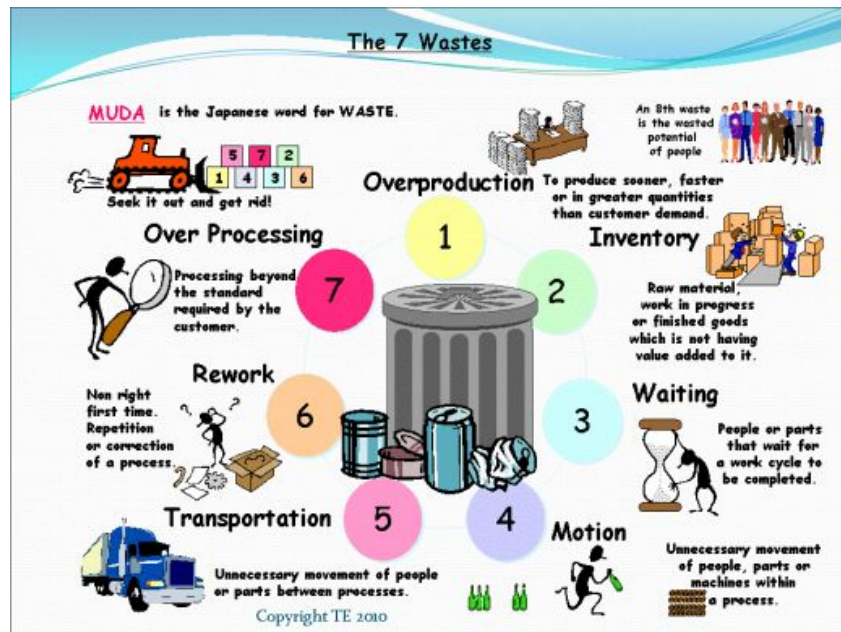 The 7 Wastes
MUDA is the Japanese word for WASTE.
5 7 2
1 4 3 6
Seek it out and get rid!
An 8th waste
is the wasted
potential
of people
Overproduction
To produce sooner, faster
or in greater quantities
than customer demand.
1
Inventory
2
Raw material,
work in progress
or finished goods
which is not having
value added to it.
Waiting
3
People or parts
that wait for
a work cycle to
be completed.
Motion
4
Unnecessary movement
of people, parts or
machines within
a process.
Transportation
5
Unnecessary movement of people
or parts between processes.
Rework
6
Non right
first time.
Repetition
or correction
of a process
Over Processing
7
Processing beyond
the standard
required by the
customer.
Copyright TE 2010